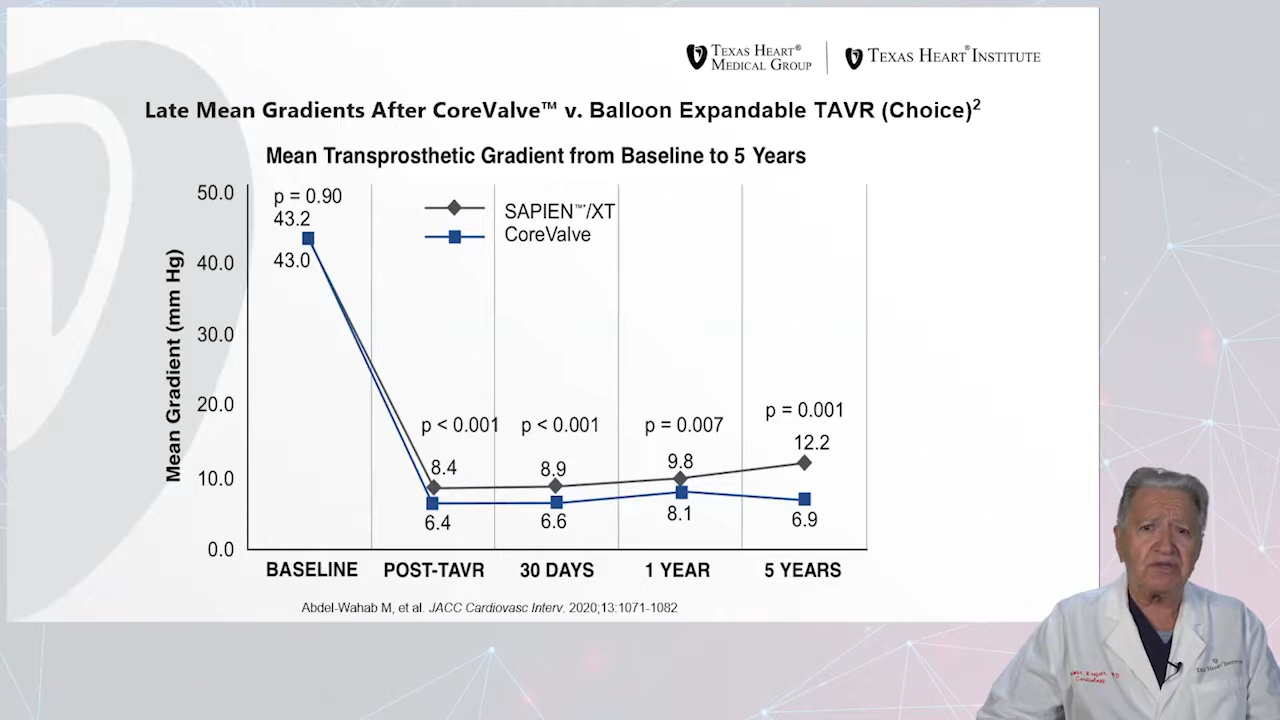 TEXAS HEART®
MEDICAL GROUP
TEXAS HEART® INSTITUTE
Late Mean Gradients After CoreValve™ v. Balloon Expandable TAVR (Choice)²
Mean Transprosthetic Gradient from Baseline to 5 Years
Mean Gradient (mm Hg)
50.0
40.0
30.0
20.0
10.0
0.0
p = 0.90
43.2
43.0
SAPIEN™*/XT
CoreValve
p < 0.001
8.4
6.4
p < 0.001
8.9
6.6
p = 0.007
9.8
8.1
p = 0.001
12.2
6.9
BASELINE POST-TAVR 30 DAYS 1 YEAR 5 YEARS
Abdel-Wahab M, et al. JACC Cardiovasc Interv. 2020;13:1071-1082
Cardiology